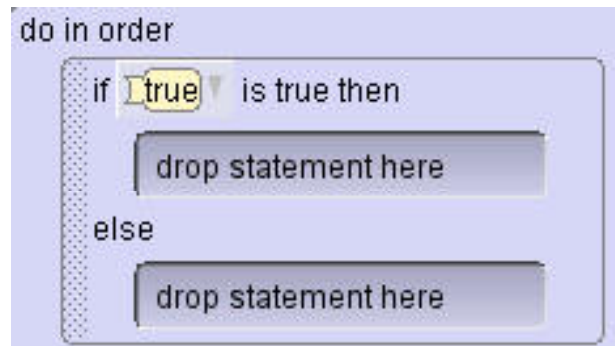 do in order
if true is true then
drop statement here
else
drop statement here